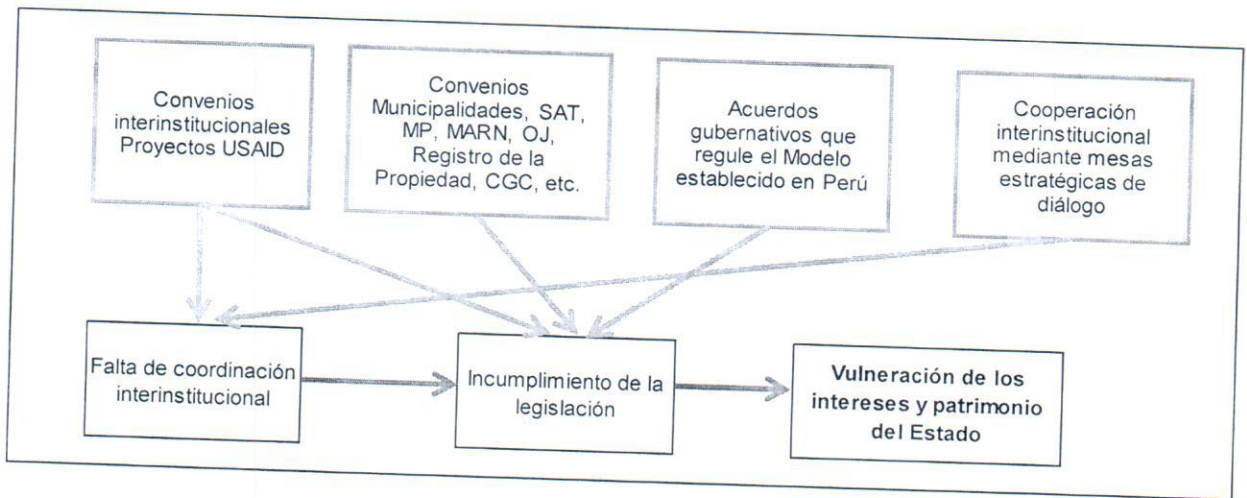 Convenios
interinstitucionales
Proyectos USAID
Convenios
Municipalidades, SAT,
MP, MARN, OJ,
Registro de la
Propiedad, CGC, etc.
Acuerdos
gubernativos que
regule el Modelo
establecido en Perú
Cooperación
interinstitucional
mediante mesas
estratégicas de
diálogo
Falta de coordinación
interinstitucional
Incumplimiento de la
legislación
Vulneración de los
intereses y patrimonio
del Estado